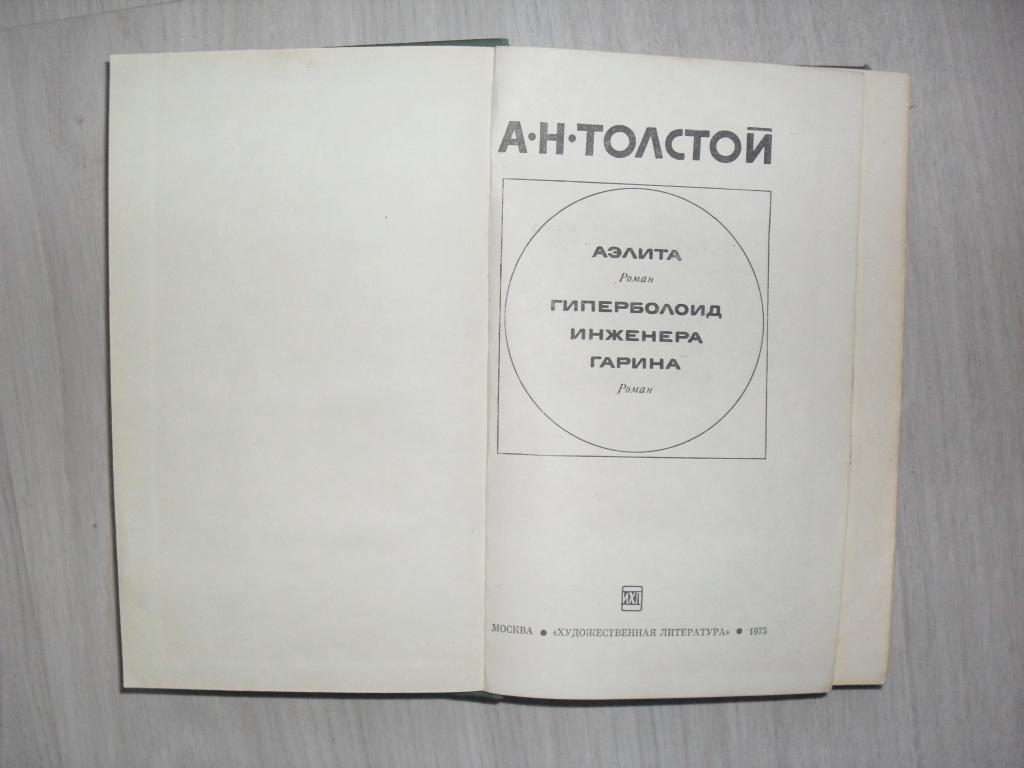 А·Н·ТОЛСТОЙ
АЭЛИТА
Роман
ГИПЕРБОЛОИД
ИНЖЕНЕРА
ГАРИНА
Роман
ИХЛ
МОСКВА ● «ХУДОЖЕСТВЕННАЯ ЛИТЕРАТУРА» ● 1975